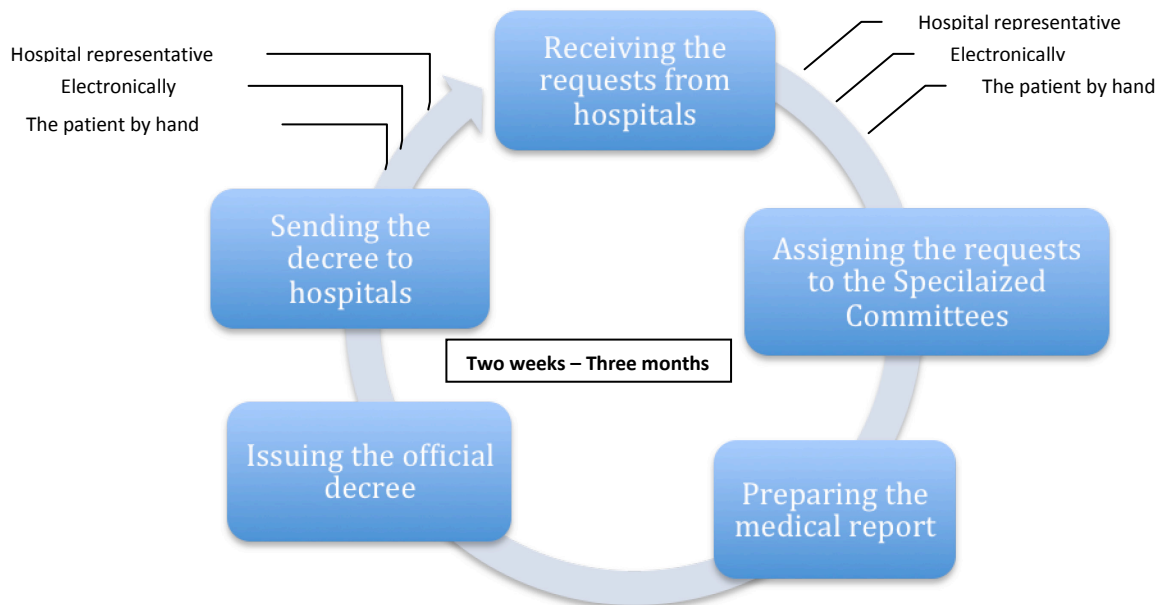 Hospital representative
Electronically
The patient by hand
Receiving the
requests from
hospitals
Hospital representative
Electronically
The patient by hand
Sending the
decree to
hospitals
Assigning the requests
to the Specilaized
Committees
Two weeks – Three months
Issuing the official
decree
Preparing the
medical report